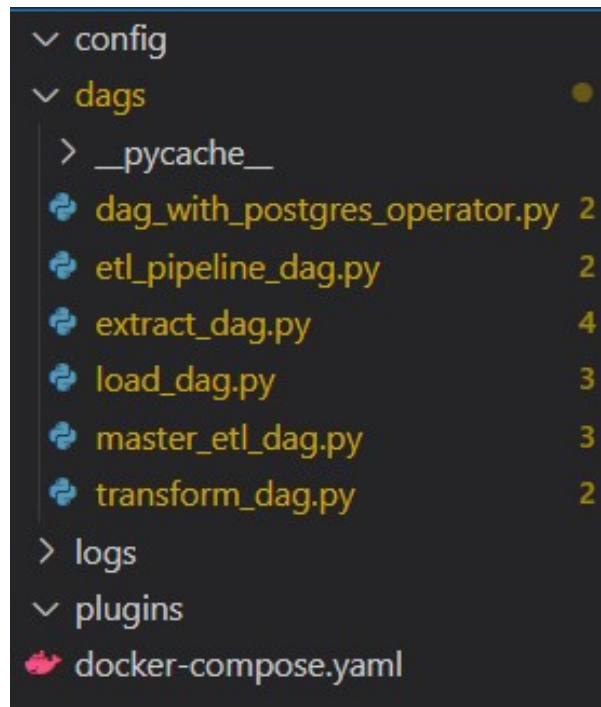 config
dags
__pycache__
dag_with_postgres_operator.py 2
etl_pipeline_dag.py 2
extract_dag.py 4
load_dag.py 3
master_etl_dag.py 3
transform_dag.py 2
logs
plugins
docker-compose.yaml